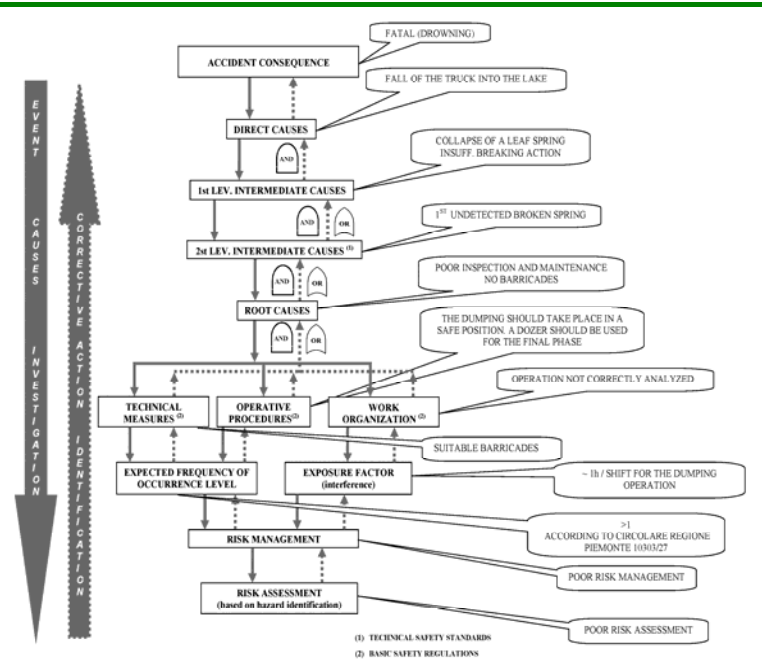 FATAL (DROWNING)
ACCIDENT CONSEQUENCE
FALL OF THE TRUCK INTO THE LAKE
DIRECT CAUSES
COLLAPSE OF A LEAF SPRING
INSUFF. BREAKING ACTION
AND
1st LEV. INTERMEDIATE CAUSES
AND
OR
1ST UNDETECTED BROKEN SPRING
2st LEV. INTERMEDIATE CAUSES (1)
POOR INSPECTION AND MAINTENANCE
NO BARRICADES
AND
OR
ROOT CAUSES
THE DUMPING SHOULD TAKE PLACE IN A
SAFE POSITION. A DOZER SHOULD BE USED
FOR THE FINAL PHASE
AND
OR
OPERATION NOT CORRECTLY ANALYZED
TECHNICAL
MEASURES (2)
OPERATIVE
PROCEDURES(2)
WORK
ORGANIZATION (2)
SUITABLE BARRICADES
EXPECTED FREQUENCY OF
OCCURRENCE LEVEL
EXPOSURE FACTOR
(interference)
~ 1h / SHIFT FOR THE DUMPING
OPERATION
>1
ACCORDING TO CIRCOLARE REGIONE
PIEMONTE 10303/27
RISK MANAGEMENT
POOR RISK MANAGEMENT
RISK ASSESSMENT
(based on hazard identification)
POOR RISK ASSESSMENT
(1) TECHNICAL SAFETY STANDARDS
(2) BASIC SAFETY REGULATIONS
EVENT CAUSES INVESTIGATION
CORRECTIVE ACTION IDENTIFICATION